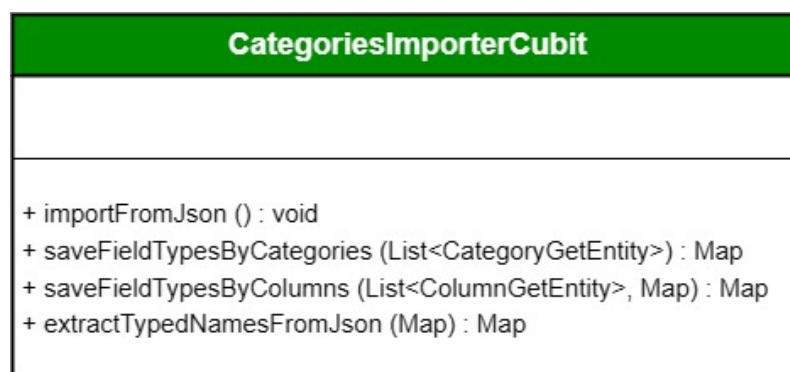 CategoriesImporterCubit
+ importFromJson () : void
+ saveFieldTypesByCategories (List<CategoryGetEntity>) : Map
+ saveFieldTypesByColumns (List<ColumnGetEntity>, Map) : Map
+ extractTypedNamesFromJson (Map) : Map